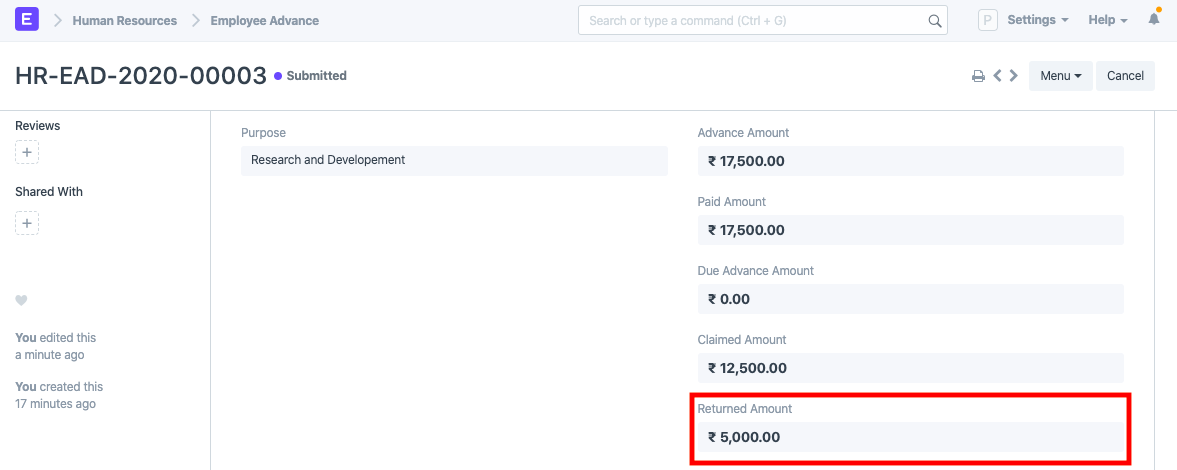 E Human Resources Employee Advance Search or type a command (Ctrl + G) P Settings Help
HR-EAD-2020-00003 Submitted Menu Cancel
Reviews
+
Shared With
+
You edited this
a minute ago
You created this
17 minutes ago
Purpose
Research and Developement
Advance Amount
₹ 17,500.00
Paid Amount
₹ 17,500.00
Due Advance Amount
₹ 0.00
Claimed Amount
₹ 12,500.00
Returned Amount
₹ 5,000.00